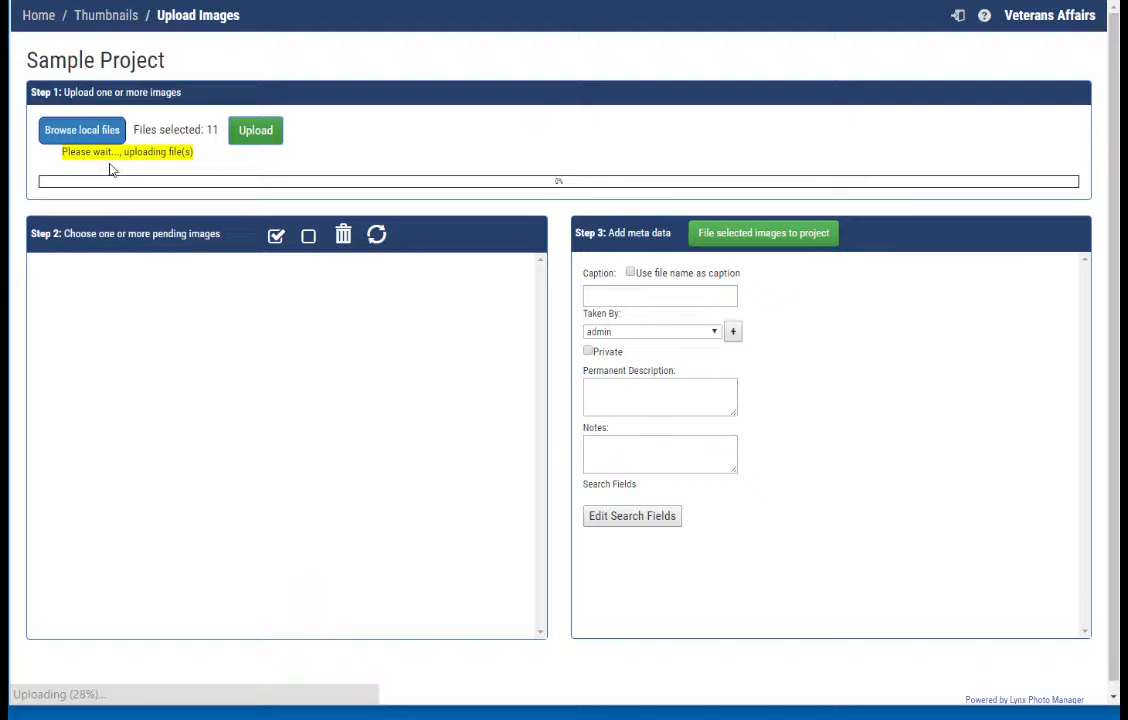 Home / Thumbnails / Upload Images
Veterans Affairs
Sample Project
Step 1: Upload one or more images
Browse local files Files selected: 11 Upload
Please wait..., uploading file(s)
0%
Step 2: Choose one or more pending images
Step 3: Add meta data File selected images to project
Caption: Use file name as caption
Taken By:
admin +
Private
Permanent Description:
Notes:
Search Fields
Edit Search Fields
Uploading (28%)...
Powered by Lynx Photo Manager